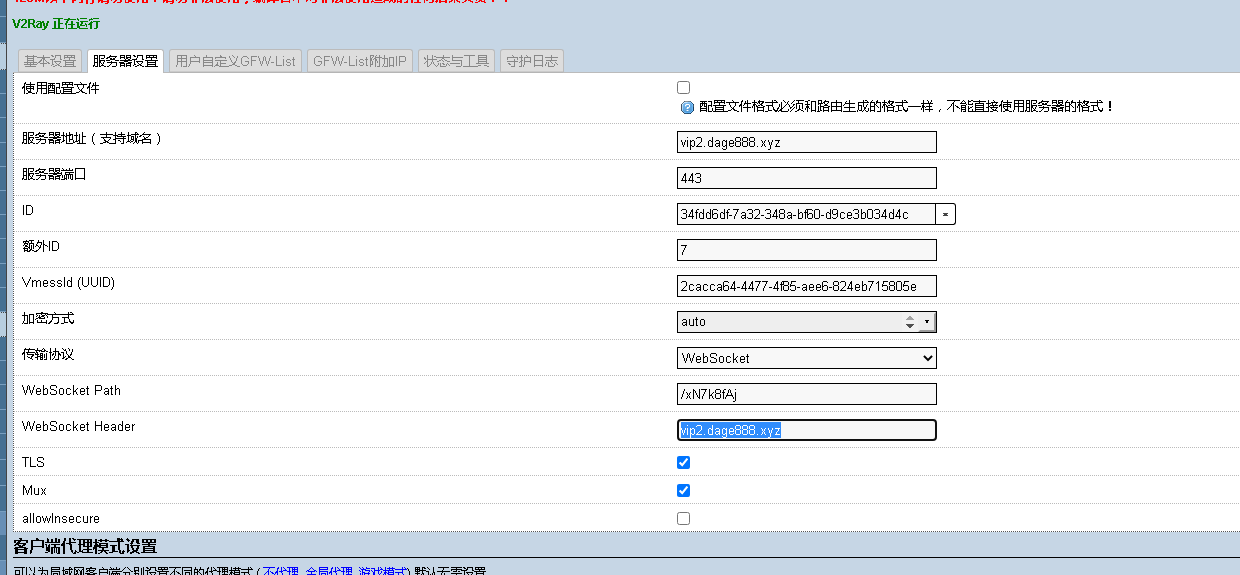 V2Ray 正在运行
基本设置 服务器设置 用户自定义GFW-List GFW-List附加IP 状态与工具 守护日志
使用配置文件
配置文件格式必须和路由生成的格式一样，不能直接使用服务器的格式！
服务器地址（支持域名） vip2.dage888.xyz
服务器端口 443
ID 34fdd6df-7a32-348a-bf60-d9ce3b034d4c *
额外ID 7
VmessId (UUID) 2cacca64-4477-4f85-aee6-824eb715805e
加密方式 auto
传输协议 WebSocket
WebSocket Path /xN7k8fAj
WebSocket Header vip2.dage888.xyz
TLS
Mux
allowInsecure
客户端代理模式设置
可以为局域网客户端分别设置不同的代理模式（不代理, 全局代理, 游戏模式) 默认无需设置